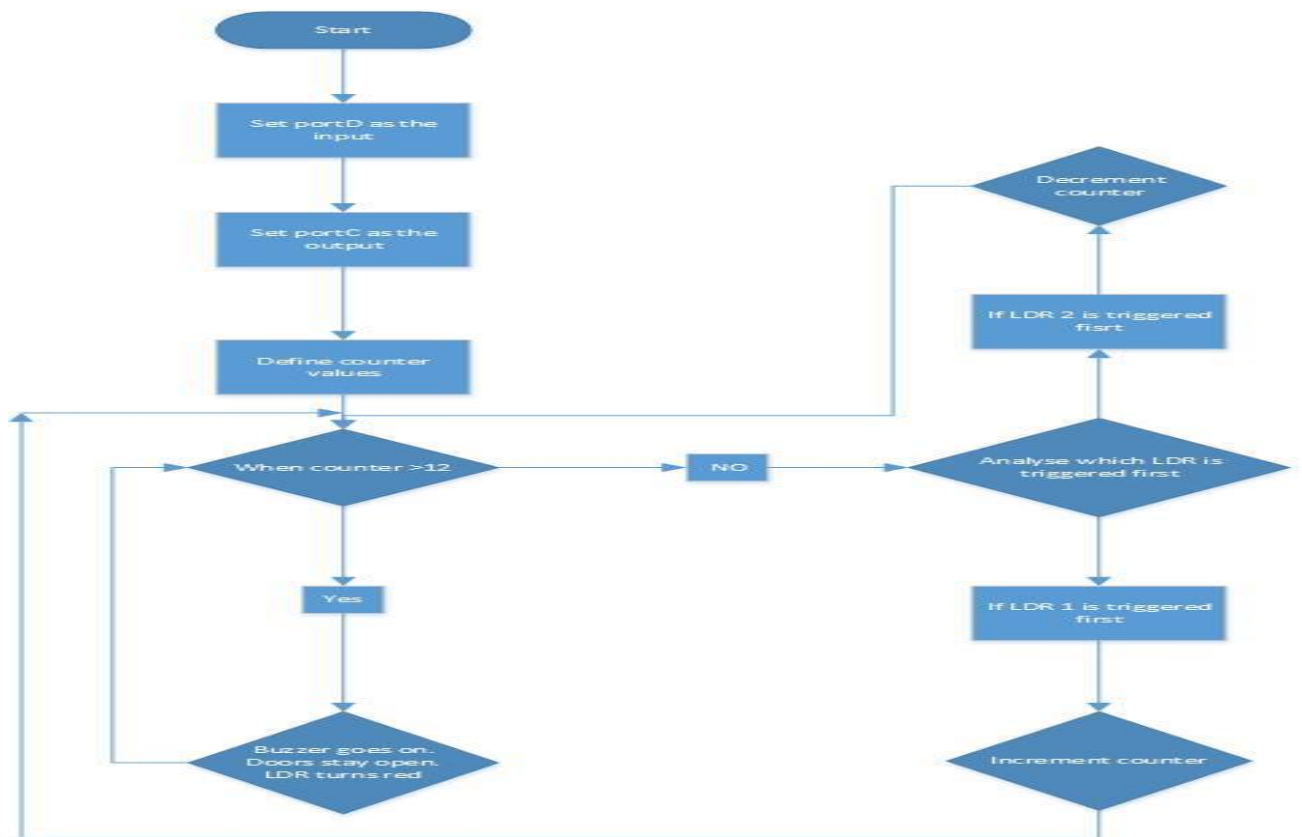 Start
Set portD as the
input
Set portC as the
output
Define counter
values
When counter >12
Yes
Buzzer goes on.
Doors stay open.
LDR turns red
NO
Analyse which LDR is
triggered first
If LDR 2 is triggered
fisrt
Decrement
counter
If LDR 1 is triggered
first
Increment counter